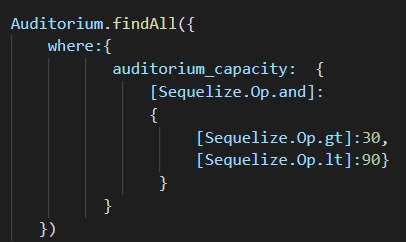 Auditorium.findAll({
where:{
auditorium_capacity: {
[Sequelize.Op.and]:
{
[Sequelize.Op.gt]:30,
[Sequelize.Op.lt]:90}
}
}
})